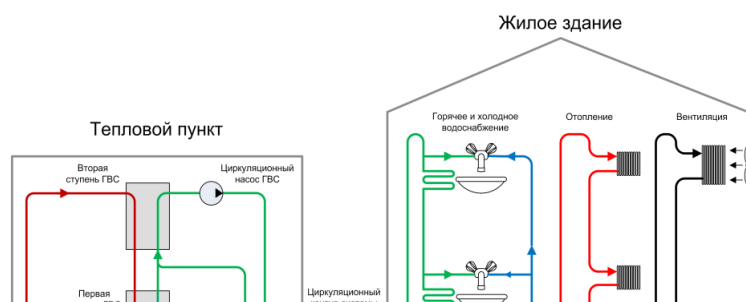 Жилое здание
Тепловой пункт
Горячее и холодное
водоснабжение
Отопление
Вентиляция
Вторая
ступень ГВС
Циркуляционный
насос ГВС
Первая
Циркуляционный